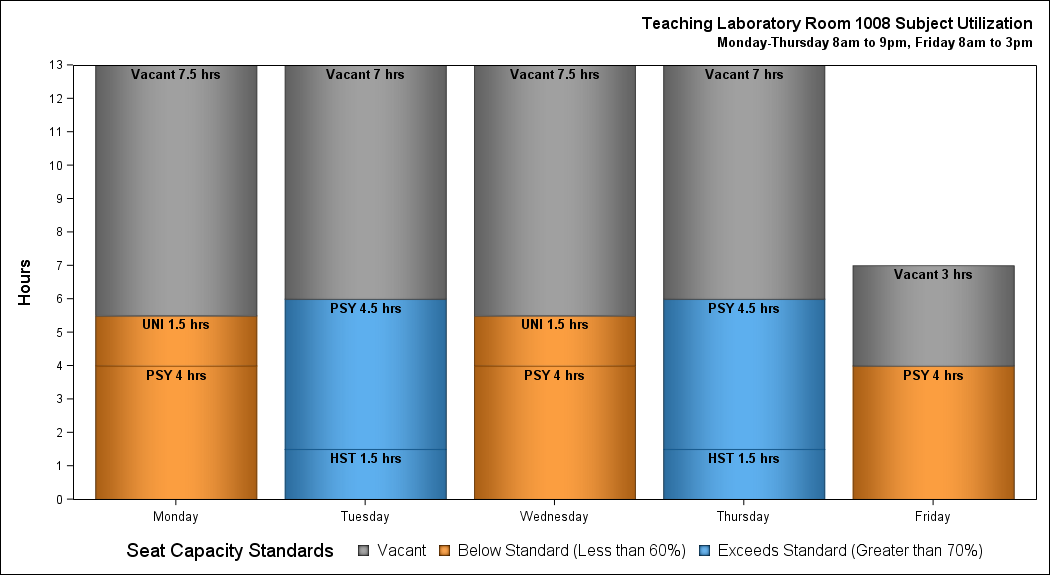 Teaching Laboratory Room 1008 Subject Utilization
Monday-Thursday 8am to 9pm, Friday 8am to 3pm
Hours
13
12
11
10
9
8
7
6
5
4
3
2
1
0
Vacant 7.5 hrs
UNI 1.5 hrs
PSY 4 hrs
Vacant 7 hrs
PSY 4.5 hrs
HST 1.5 hrs
Vacant 7.5 hrs
UNI 1.5 hrs
PSY 4 hrs
Vacant 7 hrs
PSY 4.5 hrs
HST 1.5 hrs
Vacant 3 hrs
PSY 4 hrs
Monday Tuesday Wednesday Thursday Friday
Seat Capacity Standards Vacant Below Standard (Less than 60%) Exceeds Standard (Greater than 70%)